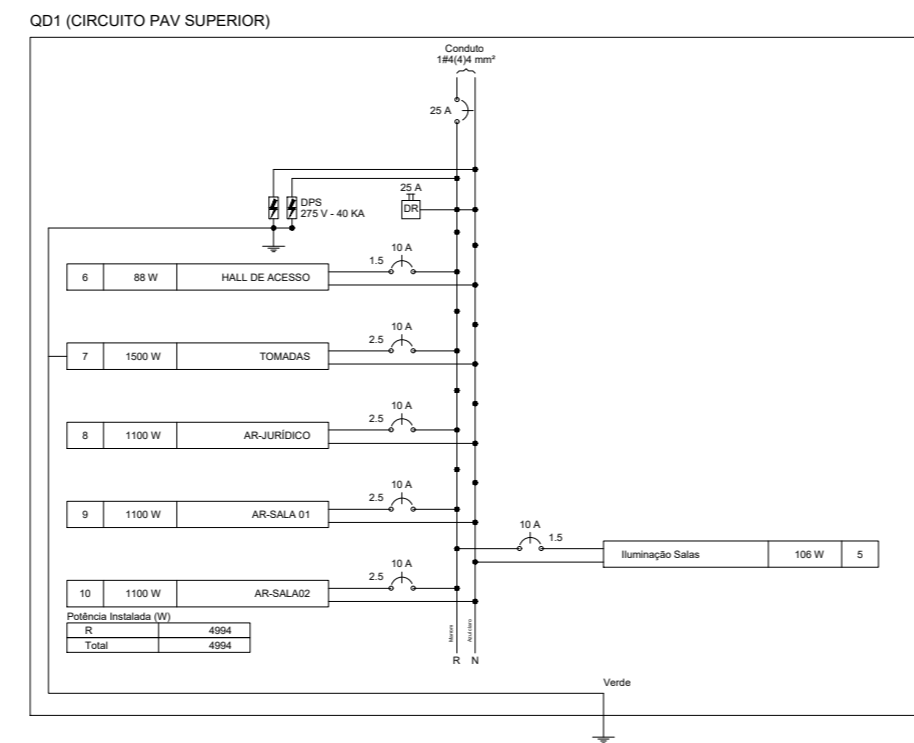 QD1 (CIRCUITO PAV SUPERIOR)
Conduto
1#4(4)4 mm²
25 A
25 A
DPS
275 V - 40 KA
DR
10 A
1.5
6 88 W HALL DE ACESSO
10 A
2.5
7 1500 W TOMADAS
10 A
2.5
8 1100 W AR-JURÍDICO
10 A
2.5
9 1100 W AR-SALA 01
10 A
1.5
Iluminação Salas 106 W 5
10 A
2.5
10 1100 W AR-SALA02
Potência Instalada (W)
R 4994
Total 4994
Marrom
Azul claro
R N
Verde